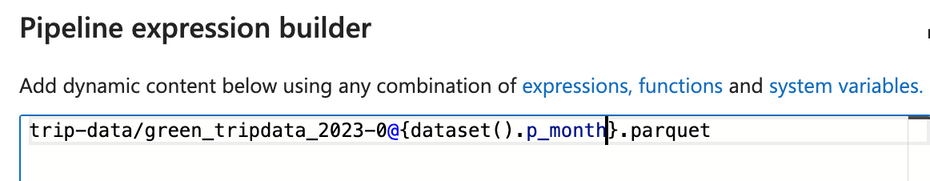 Pipeline expression builder
Add dynamic content below using any combination of expressions, functions and system variables.
trip-data/green_tripdata_2023-0@{dataset().p_month}.parquet